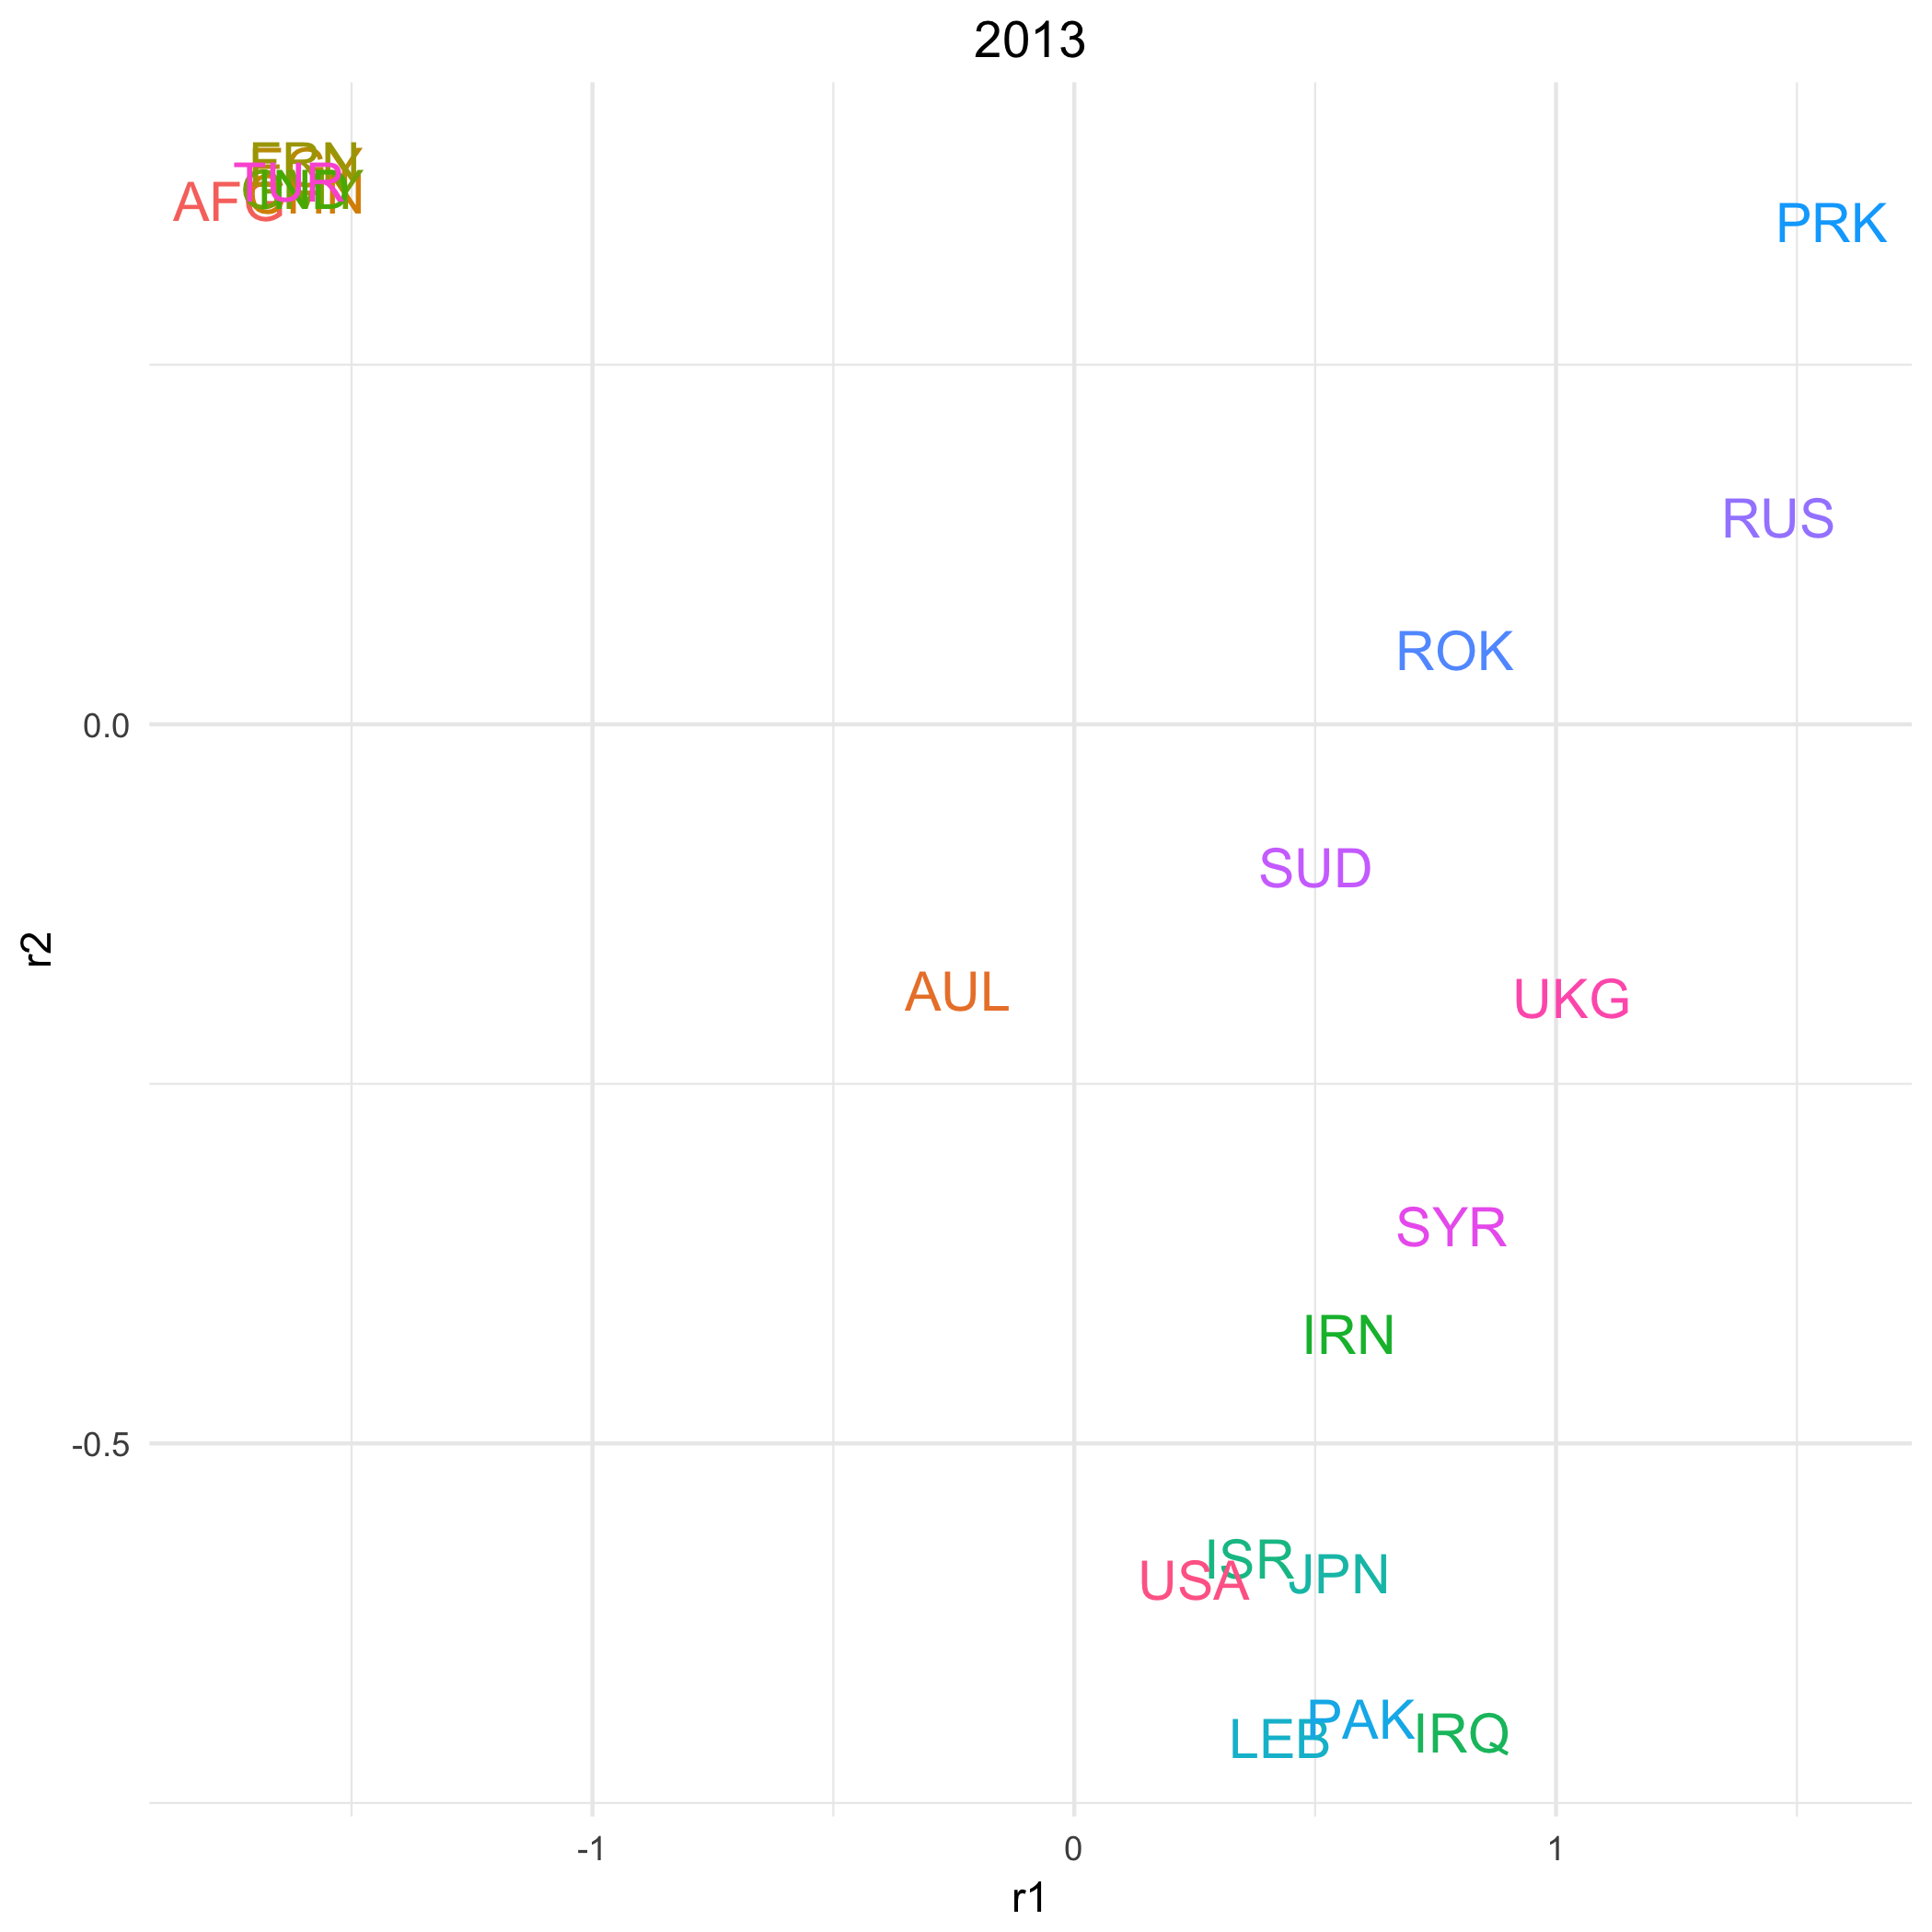 2013
TUR
AFG
PRK
RUS
ROK
0.0
SUD
r2
AUL
UKG
SYR
IRN
-0.5
ISR
JPN
USA
PAK
LEB
IRQ
-1
0
1
r1